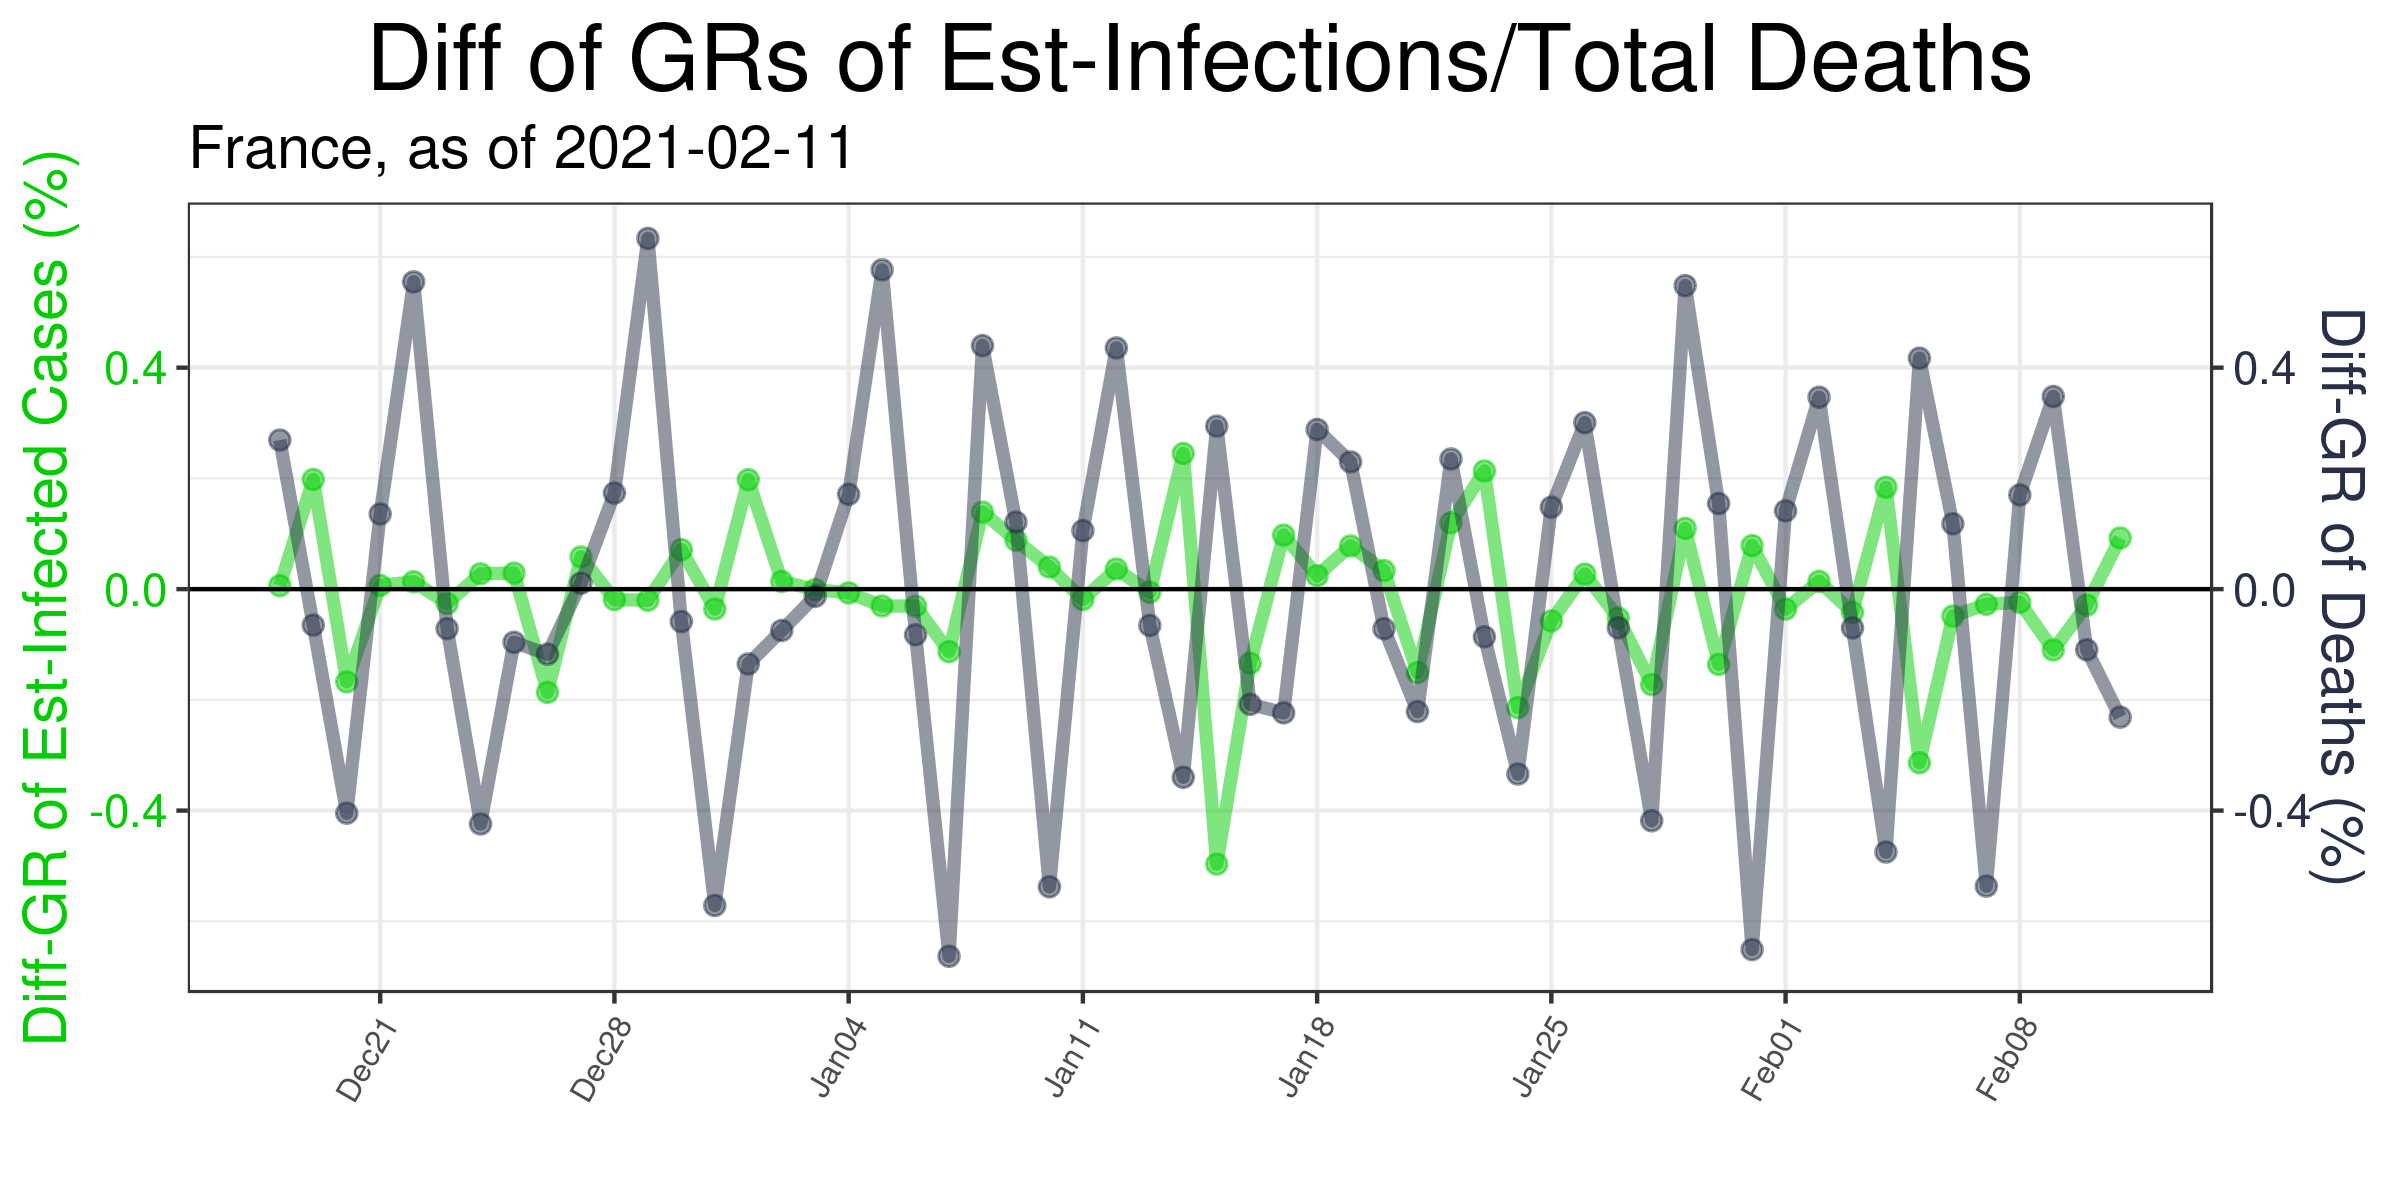 Diff of GRs of Est-Infections/Total Deaths
France, as of 2021-02-11
Diff-GR of Est-Infected Cases (%)
0.4
0.0
-0.4
0.4
0.0
-0.4
Diff-GR of Deaths (%)
Dec21
Dec28
Jan04
Jan11
Jan18
Jan25
Feb01
Feb08